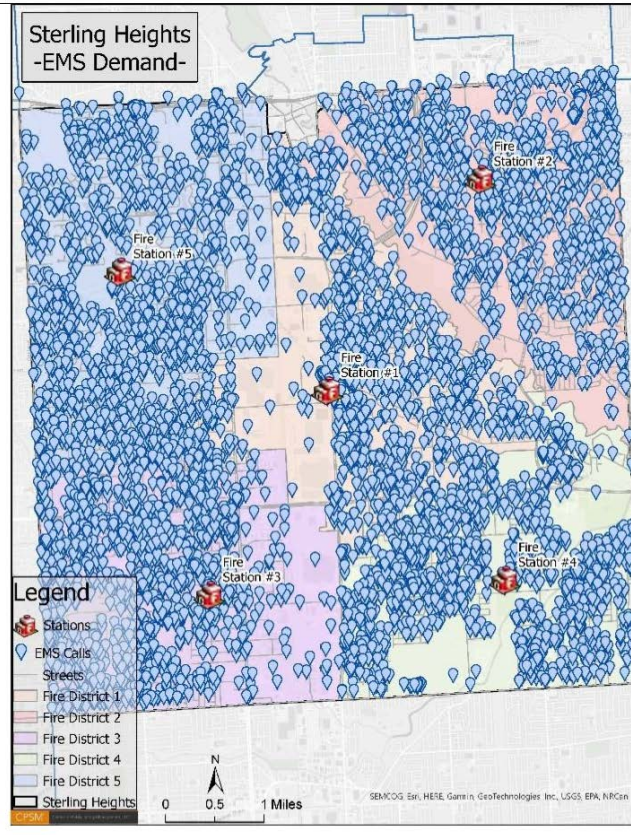 Sterling Heights
-EMS Demand-
Fire
Station #2
Fire
Station #5
Fire
Station #1
Fire
Station #3
Fire
Station #4
Legend
Stations
EMS Calls
Streets
Fire District 1
Fire District 2
Fire District 3
Fire District 4
Fire District 5
Sterling Heights
CPSM
N
0 0.5 1 Miles
SEMCOG, Esri, HERE, Garmin, GeoTechnologies, Inc., USGS, EPA, NRCan